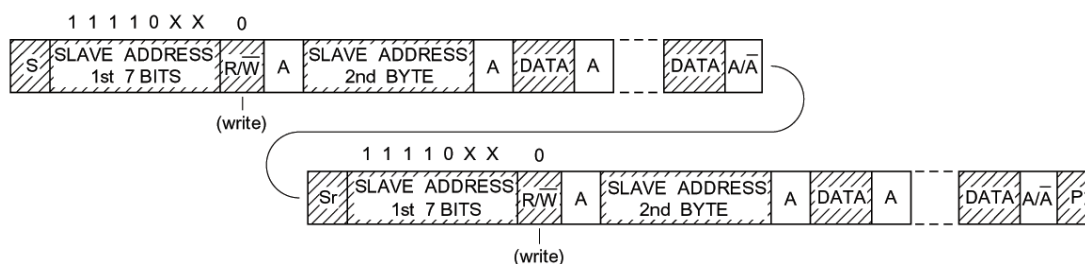 1 1 1 1 0 X X 0
S SLAVE ADDRESS R/W̅ A SLAVE ADDRESS A DATA A DATA A/A̅
1st 7 BITS 2nd BYTE
(write)
1 1 1 1 0 X X 0
Sr SLAVE ADDRESS R/W̅ A SLAVE ADDRESS A DATA A DATA A/A̅ P
1st 7 BITS 2nd BYTE
(write)